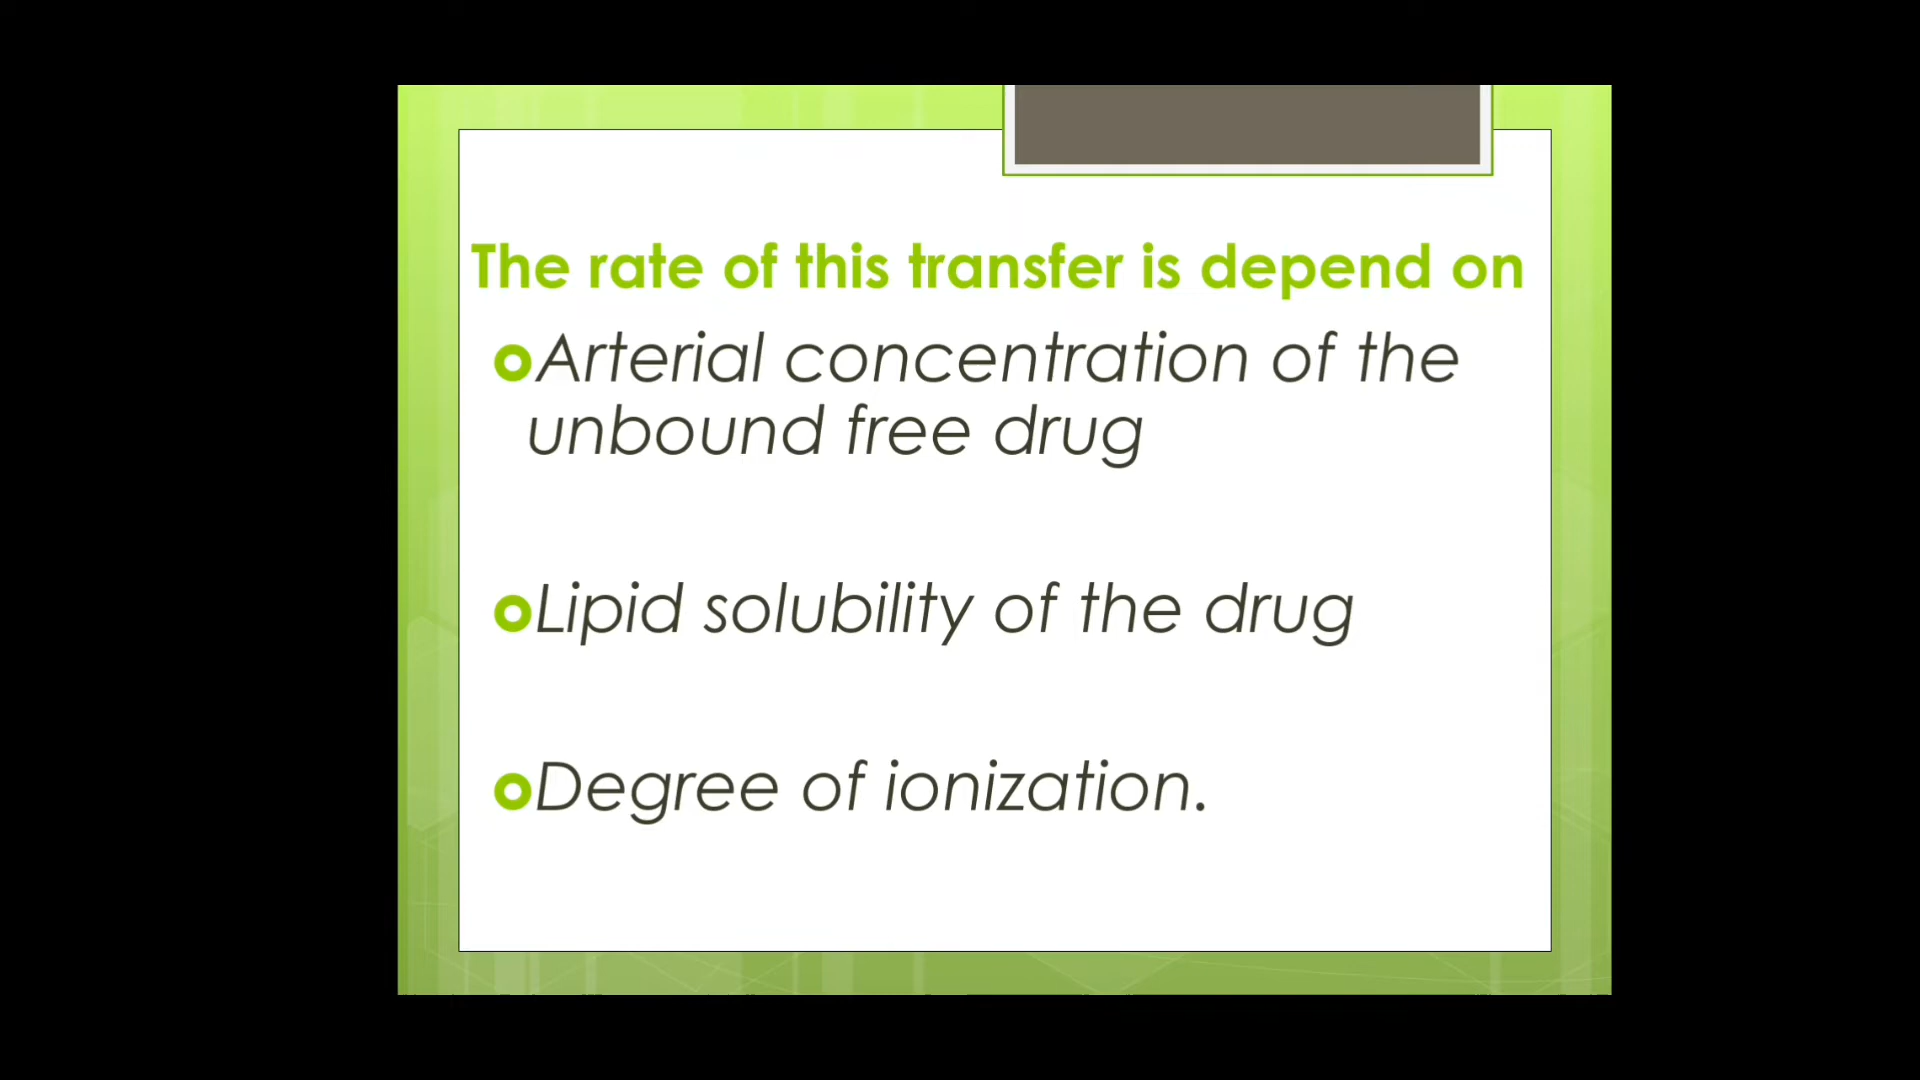 The rate of this transfer is depend on
Arterial concentration of the
unbound free drug
Lipid solubility of the drug
Degree of ionization.